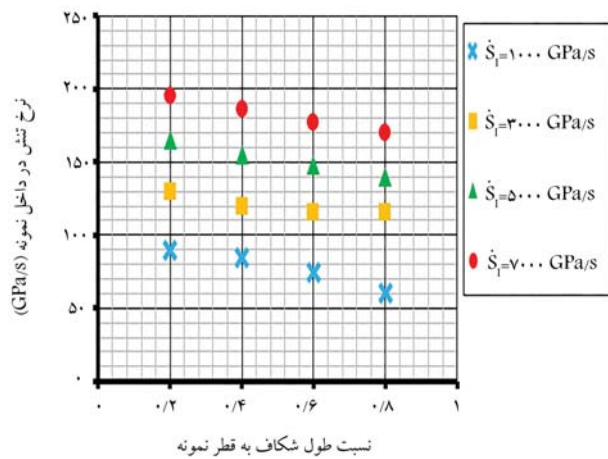 ۲۵۰
۲۰۰
۱۵۰
۱۰۰
۵۰
۰
نرخ تنش در داخل نمونه (GPa/s)
۰ ۰/۲ ۰/۴ ۰/۶ ۰/۸ ۱
نسبت طول شکاف به قطر نمونه
Ṡ₁=۱۰۰۰ GPa/s
Ṡ₁=۳۰۰۰ GPa/s
Ṡ₁=۵۰۰۰ GPa/s
Ṡ₁=۷۰۰۰ GPa/s